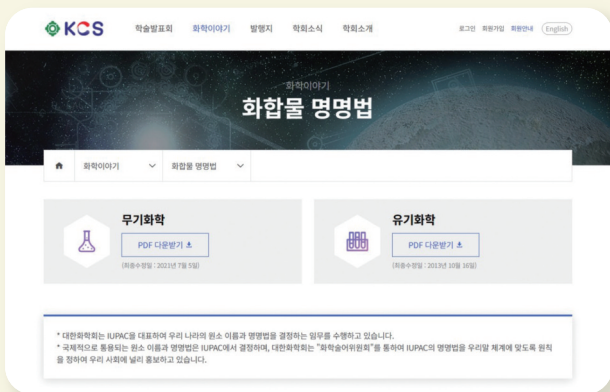 KCS 학술발표회 화학이야기 발행지 학회소식 학회소개 로그인 회원가입 회원안내 English
화학이야기
화합물 명명법
화학이야기 화합물 명명법
무기화학
PDF 다운받기
(최종수정일 : 2021년 7월 5일)
유기화학
PDF 다운받기
(최종수정일 : 2013년 10월 16일)
* 대한화학회는 IUPAC을 대표하여 우리 나라의 원소 이름과 명명법을 결정하는 임무를 수행하고 있습니다.
* 국제적으로 통용되는 원소 이름과 명명법은 IUPAC에서 결정하며, 대한화학회는 "화학술어위원회"를 통하여 IUPAC의 명명법을 우리말 체계에 맞도록 원칙
을 정하여 우리 사회에 널리 홍보하고 있습니다.